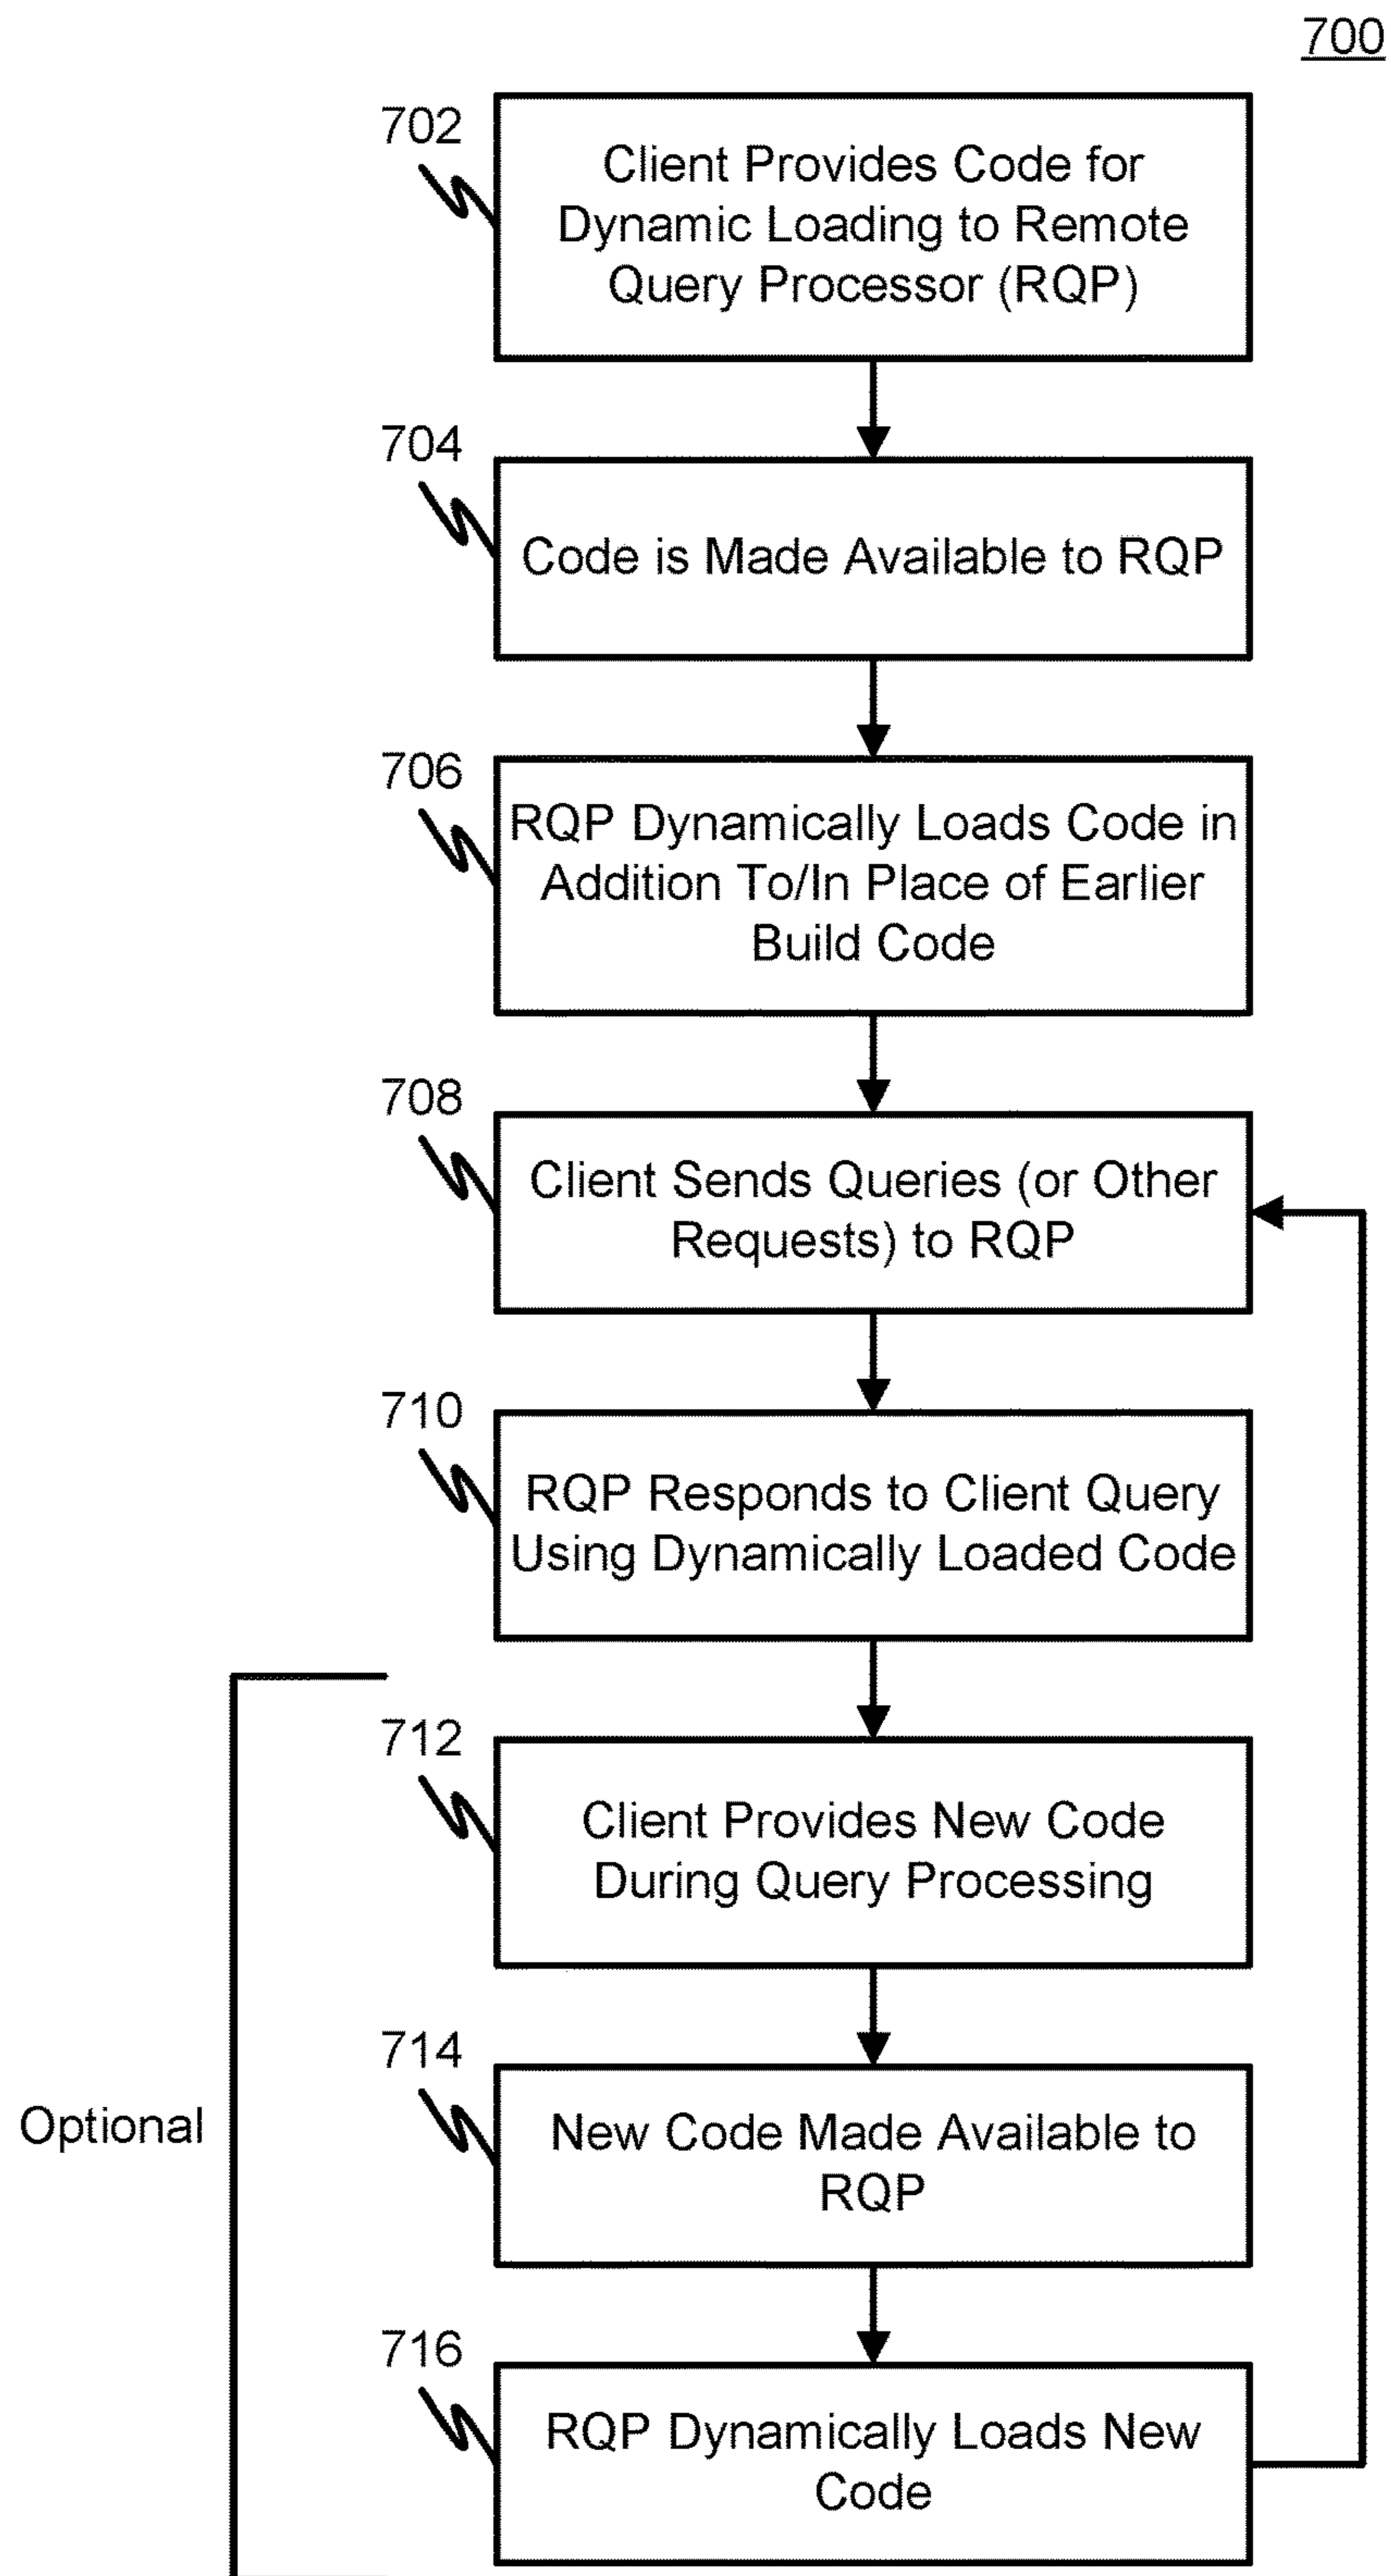 700
702
Client Provides Code for
Dynamic Loading to Remote
Query Processor (RQP)
704
Code is Made Available to RQP
706
RQP Dynamically Loads Code in
Addition To/In Place of Earlier
Build Code
708
Client Sends Queries (or Other
Requests) to RQP
710
RQP Responds to Client Query
Using Dynamically Loaded Code
712
Client Provides New Code
During Query Processing
714
New Code Made Available to
RQP
Optional
716
RQP Dynamically Loads New
Code